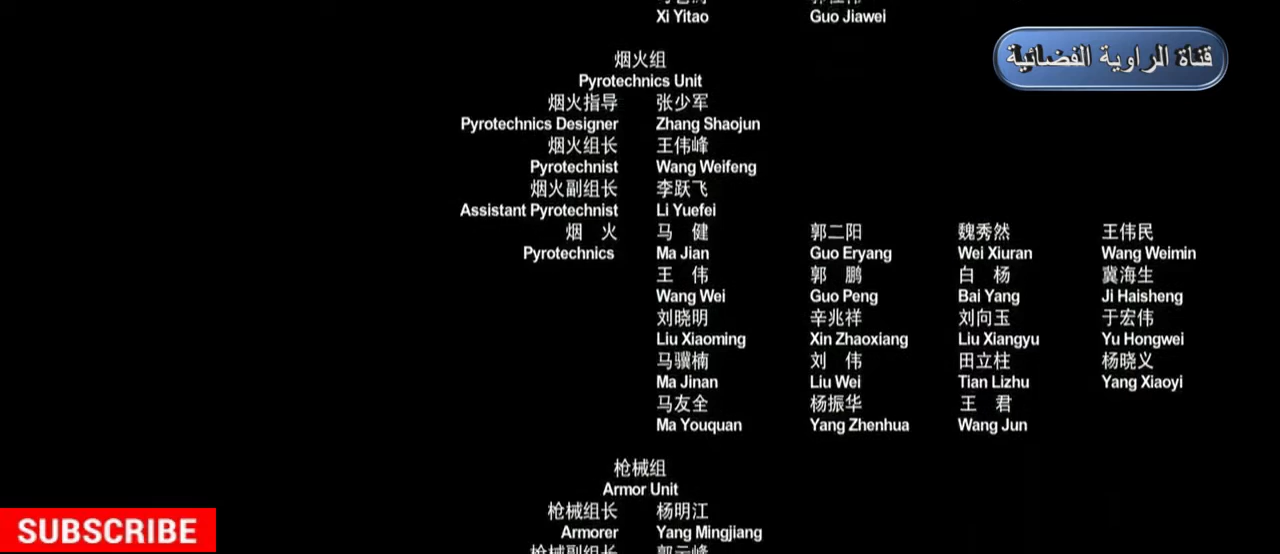 Xi Yitao Guo Jiawei
قناة الراوية الفضائية
烟火组
Pyrotechnics Unit
烟火指导 张少军
Pyrotechnics Designer Zhang Shaojun
烟火组长 王伟峰
Pyrotechnist Wang Weifeng
烟火副组长 李跃飞
Assistant Pyrotechnist Li Yuefei
烟 火 马 健 郭二阳 魏秀然 王伟民
Pyrotechnics Ma Jian Guo Eryang Wei Xiuran Wang Weimin
王 伟 郭 鹏 白 杨 冀海生
Wang Wei Guo Peng Bai Yang Ji Haisheng
刘晓明 辛兆祥 刘向玉 于宏伟
Liu Xiaoming Xin Zhaoxiang Liu Xiangyu Yu Hongwei
马骥楠 刘 伟 田立柱 杨晓义
Ma Jinan Liu Wei Tian Lizhu Yang Xiaoyi
马友全 杨振华 王 君
Ma Youquan Yang Zhenhua Wang Jun
枪械组
Armor Unit
枪械组长 杨明江
Armorer Yang Mingjiang
SUBSCRIBE